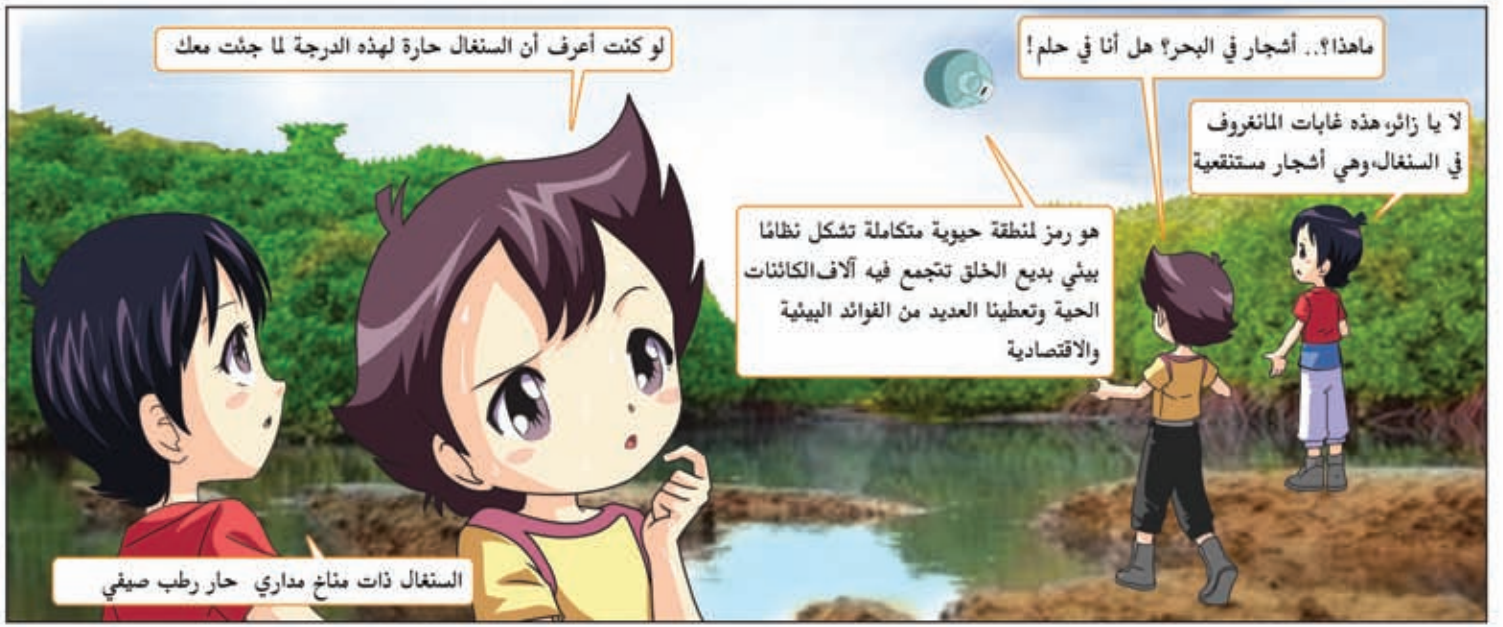 ماهذا؟.. أشجار في البحر؟ هل أنا في حلم!
لا يا زائر، هذه غابات المانغروف
في السنغال،وهي أشجار مستنقعية
هو رمز لمنطقة حيوية متكاملة تشكل نظامًا
بيئي بديع الخلق تتجمع فيه آلاف الكائنات
الحية وتعطينا العديد من الفوائد البيئية
والاقتصادية
لو كنت أعرف أن السنغال حارة لهذه الدرجة لما جئت معك
السنغال ذات مناخ مداري حار رطب صيفي